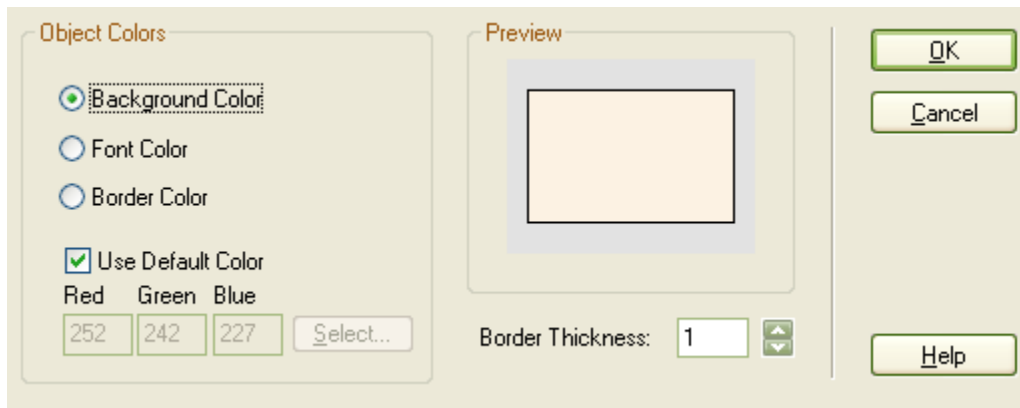 Object Colors
Background Color
Font Color
Border Color
Use Default Color
Red Green Blue
252 242 227 Select...
Preview
Border Thickness: 1
OK
Cancel
Help